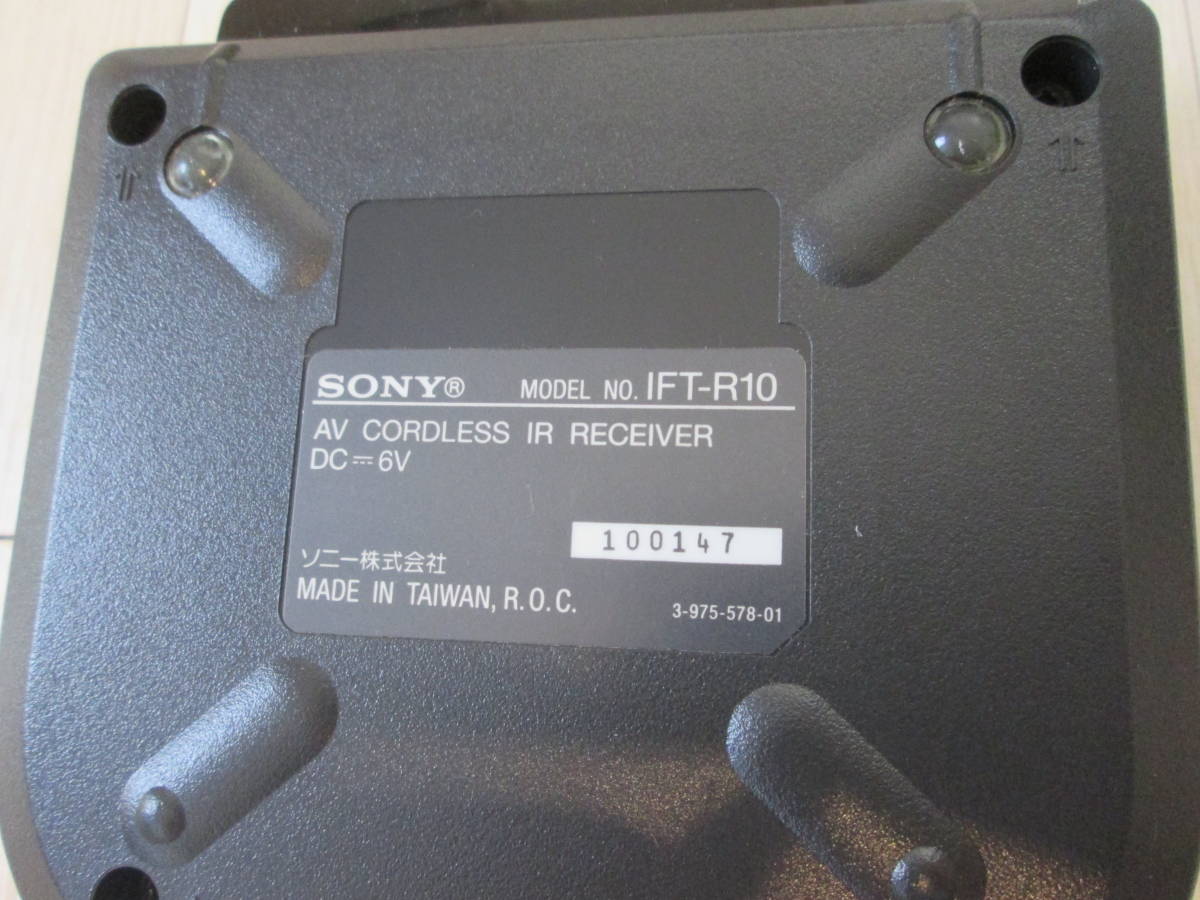 SONY® MODEL NO. IFT-R10
AV CORDLESS IR RECEIVER
DC ⎓ 6V
100147
ソニー株式会社
MADE IN TAIWAN, R.O.C.
3-975-578-01